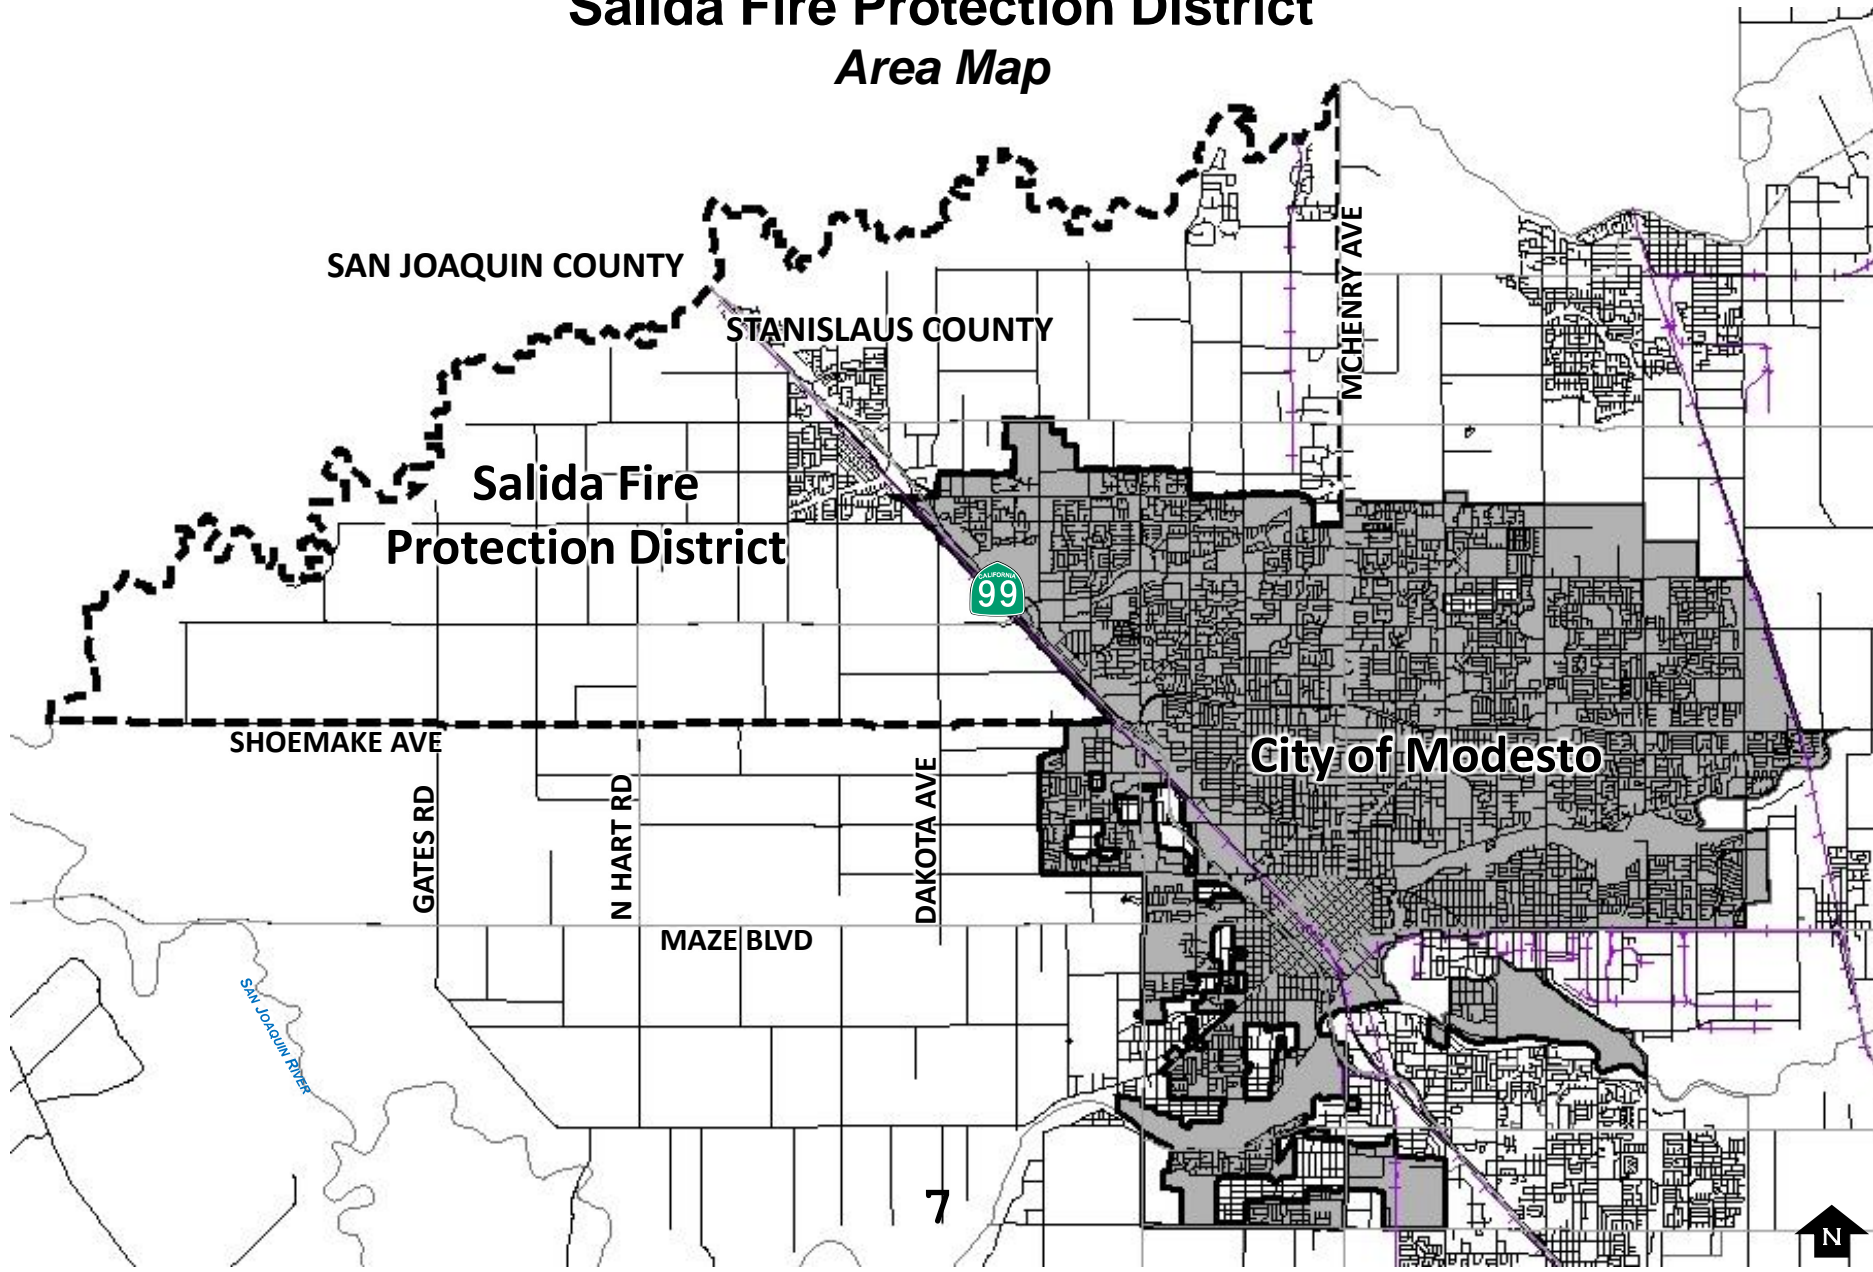 Salida Fire Protection District
Area Map
SAN JOAQUIN COUNTY
STANISLAUS COUNTY
MCHENRY AVE
Salida Fire
Protection District
CALIFORNIA
99
SHOEMAKE AVE
City of Modesto
GATES RD
N HART RD
DAKOTA AVE
MAZE BLVD
SAN JOAQUIN RIVER
7
N